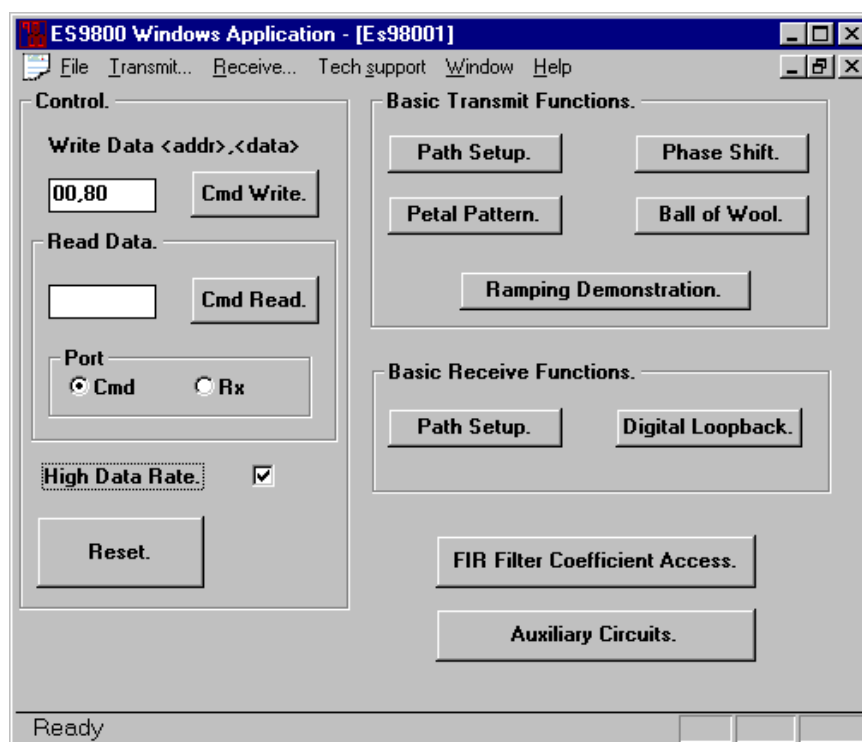 ES9800 Windows Application - [Es98001]
File Transmit... Receive... Tech support Window Help
Control.
Write Data <addr>,<data>
00,80
Cmd Write.
Read Data.
Cmd Read.
Port
Cmd Rx
High Data Rate.
Reset.
Basic Transmit Functions.
Path Setup. Phase Shift.
Petal Pattern. Ball of Wool.
Ramping Demonstration.
Basic Receive Functions.
Path Setup. Digital Loopback.
FIR Filter Coefficient Access.
Auxiliary Circuits.
Ready